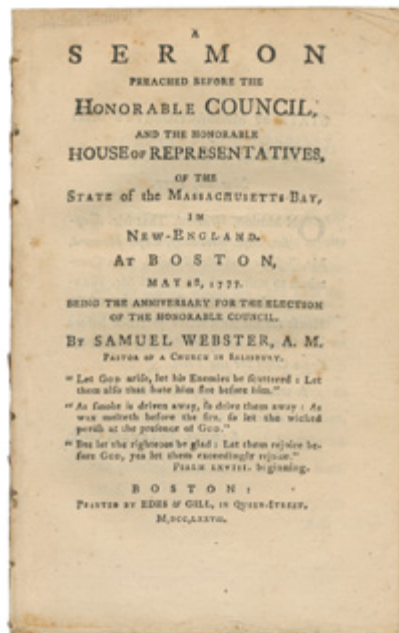 A
SERMON
PREACHED BEFORE THE
HONORABLE COUNCIL,
AND THE HONORABLE
HOUSE OF REPRESENTATIVES,
OF THE
STATE of the MASSACHUSETTS-BAY,
IN
NEW-ENGLAND.
AT BOSTON,
MAY 28, 1777.
BEING THE ANNIVERSARY FOR THE ELECTION
OF THE HONORABLE COUNCIL.
BY SAMUEL WEBSTER, A. M.
PASTOR OF A CHURCH IN SALISBURY.
"Let GOD ariſe, let his Enemies be ſcattered: Let
them alſo that hate him flee before him."
"As ſmoke is driven away, ſo drive them away: As
wax melteth before the fire, ſo let the wicked
periſh at the preſence of GOD."
"But let the righteous be glad: Let them rejoice be-
fore GOD, yea let them exceedingly rejoice."
PSALM LXVIII. beginning.
BOSTON:
PRINTED BY EDES & GILL, IN QUEEN-STREET,
M,DCC,LXXVII.